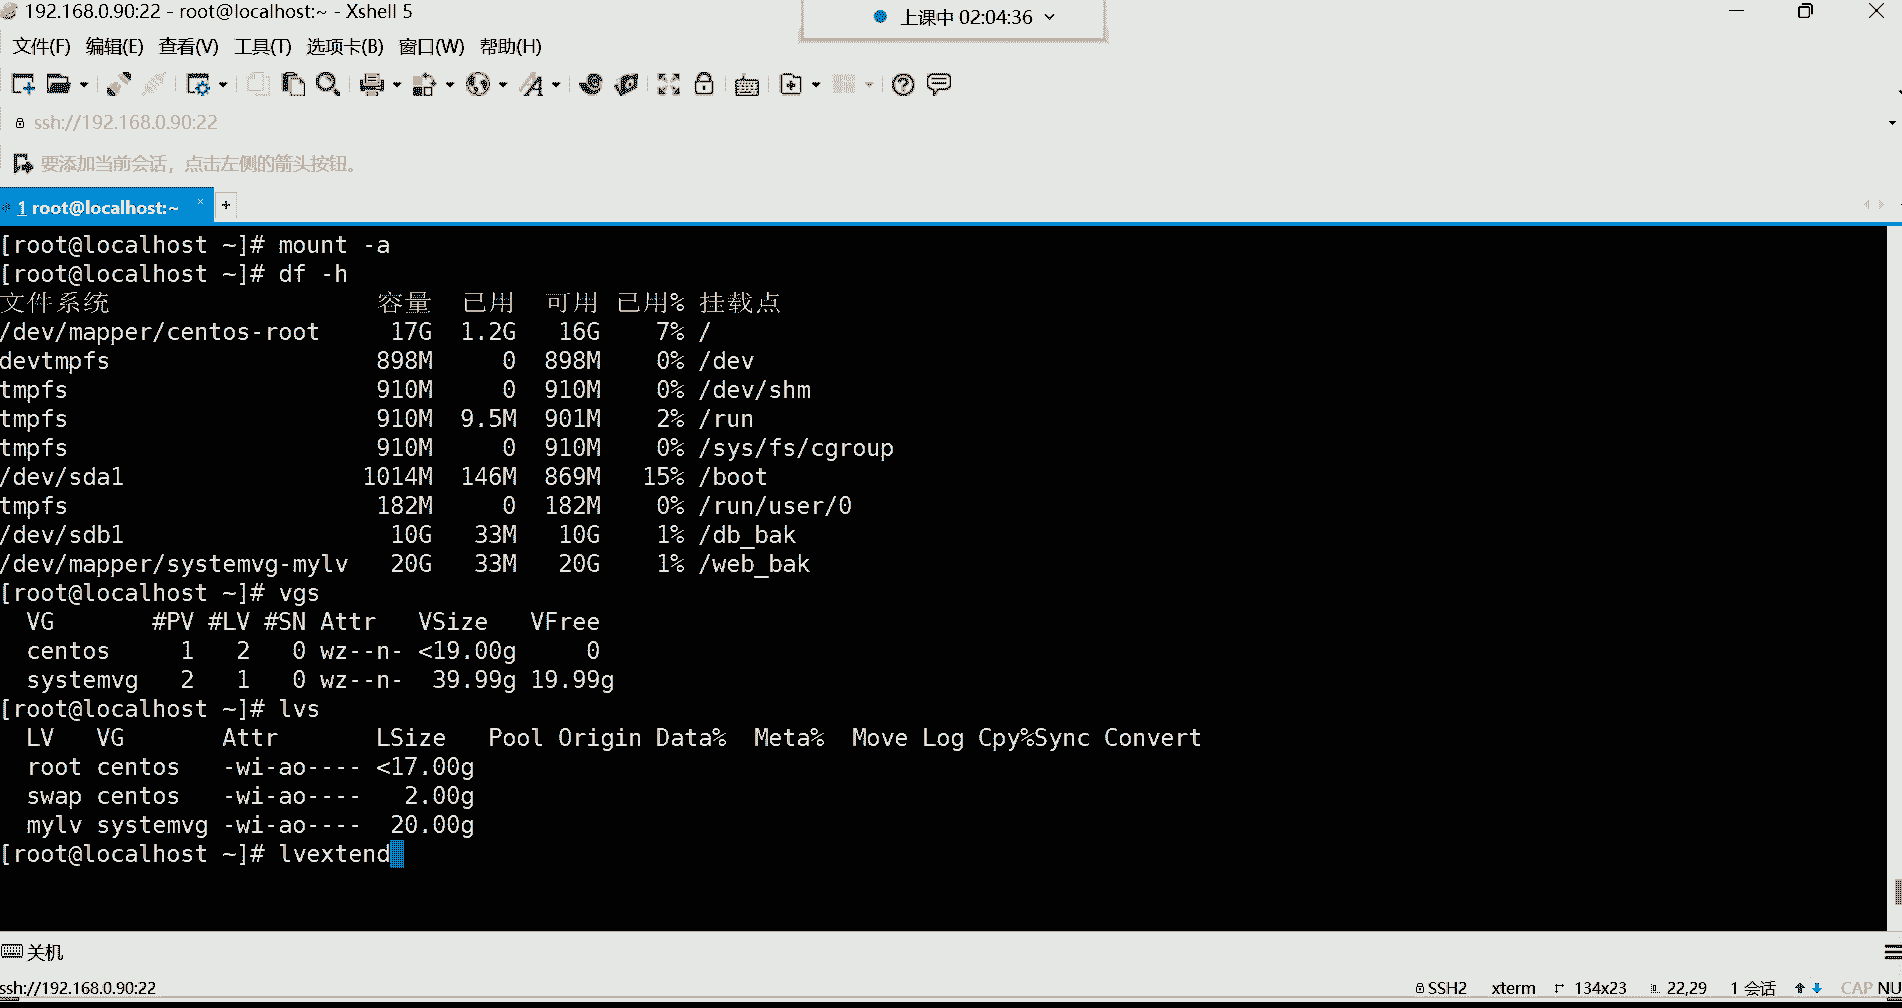 192.168.0.90:22 - root@localhost:~ - Xshell 5
上课中 02:04:36
文件(F) 编辑(E) 查看(V) 工具(T) 选项卡(B) 窗口(W) 帮助(H)
ssh://192.168.0.90:22
要添加当前会话，点击左侧的箭头按钮。
1 root@localhost:~ × +
[root@localhost ~]# mount -a
[root@localhost ~]# df -h
文件系统 容量 已用 可用 已用% 挂载点
/dev/mapper/centos-root 17G 1.2G 16G 7% /
devtmpfs 898M 0 898M 0% /dev
tmpfs 910M 0 910M 0% /dev/shm
tmpfs 910M 9.5M 901M 2% /run
tmpfs 910M 0 910M 0% /sys/fs/cgroup
/dev/sda1 1014M 146M 869M 15% /boot
tmpfs 182M 0 182M 0% /run/user/0
/dev/sdb1 10G 33M 10G 1% /db_bak
/dev/mapper/systemvg-mylv 20G 33M 20G 1% /web_bak
[root@localhost ~]# vgs
VG #PV #LV #SN Attr VSize VFree
centos 1 2 0 wz--n- <19.00g 0
systemvg 2 1 0 wz--n- 39.99g 19.99g
[root@localhost ~]# lvs
LV VG Attr LSize Pool Origin Data% Meta% Move Log Cpy%Sync Convert
root centos -wi-ao---- <17.00g
swap centos -wi-ao---- 2.00g
mylv systemvg -wi-ao---- 20.00g
[root@localhost ~]# lvextend
关机
ssh://192.168.0.90:22 SSH2 xterm 134x23 22,29 1 会话 CAP NU